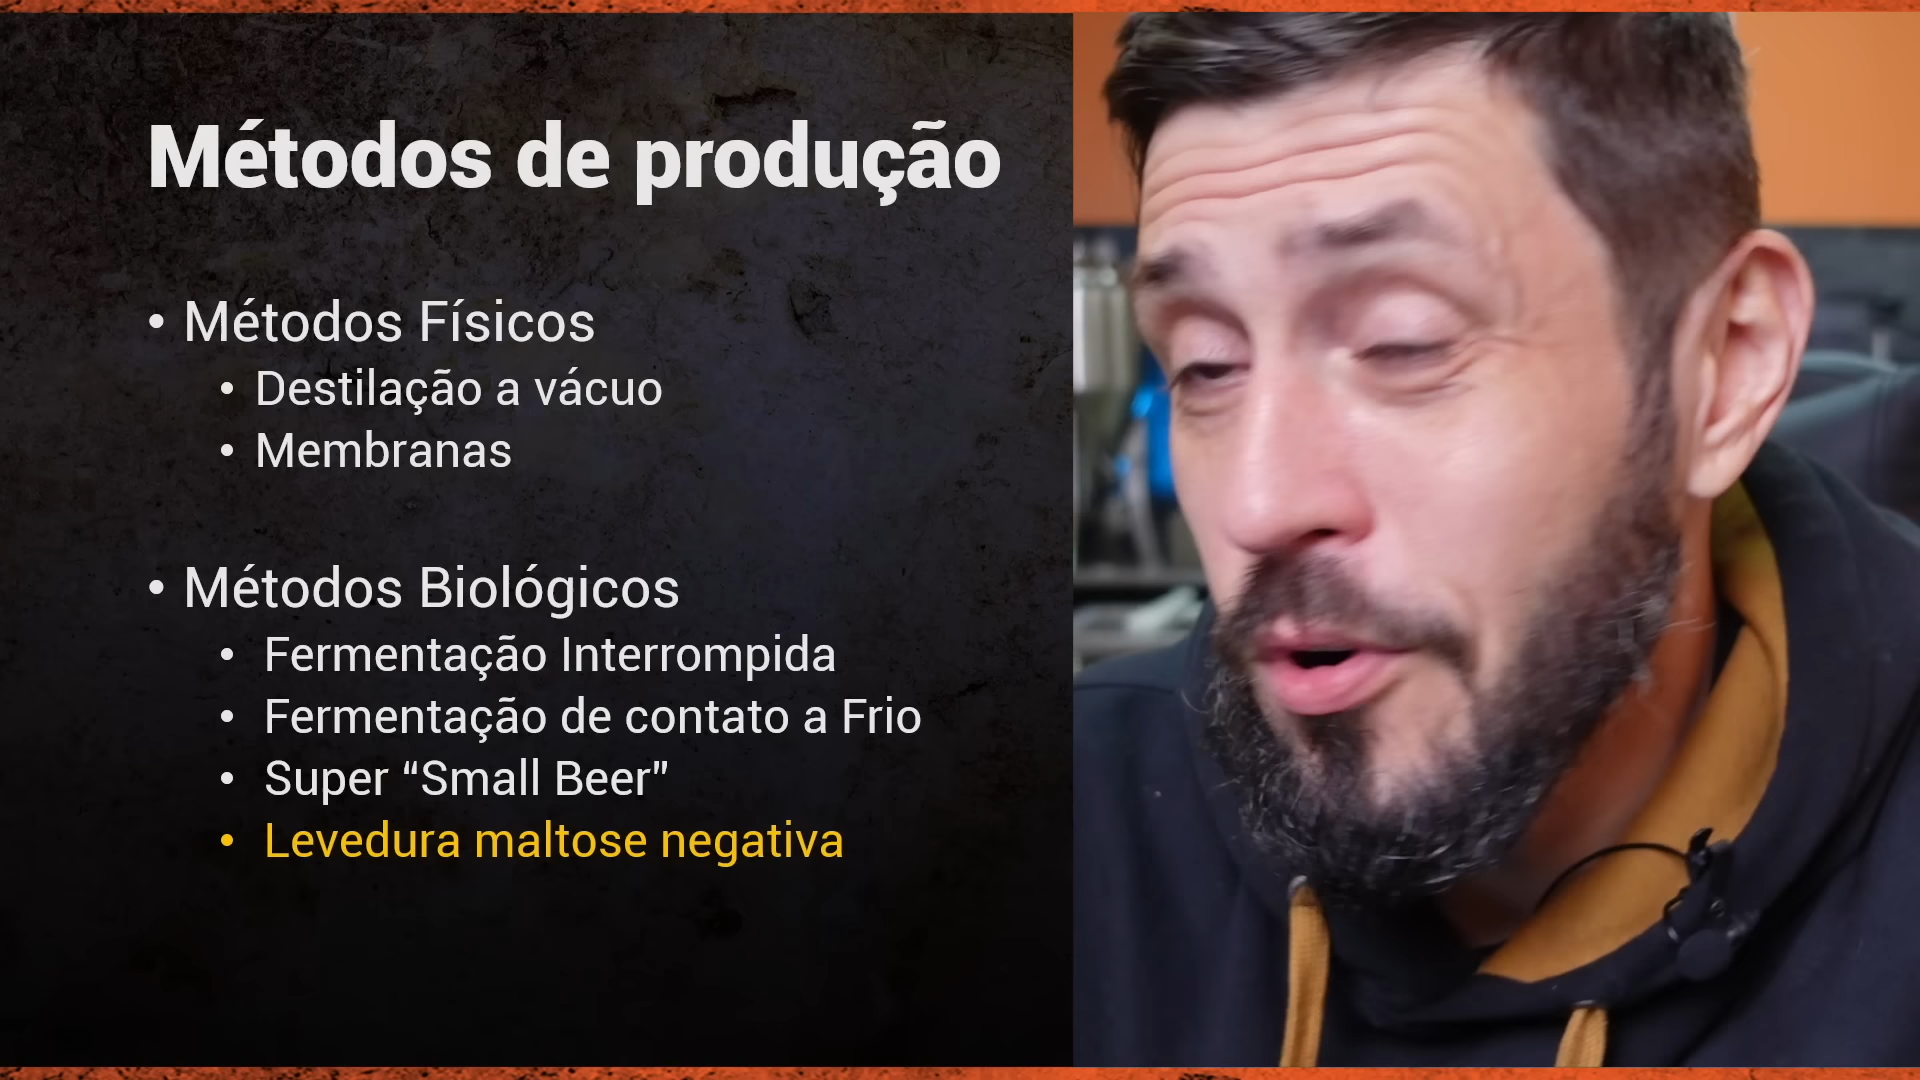 Métodos de produção
• Métodos Físicos
• Destilação a vácuo
• Membranas
• Métodos Biológicos
• Fermentação Interrompida
• Fermentação de contato a Frio
• Super “Small Beer”
• Levedura maltose negativa